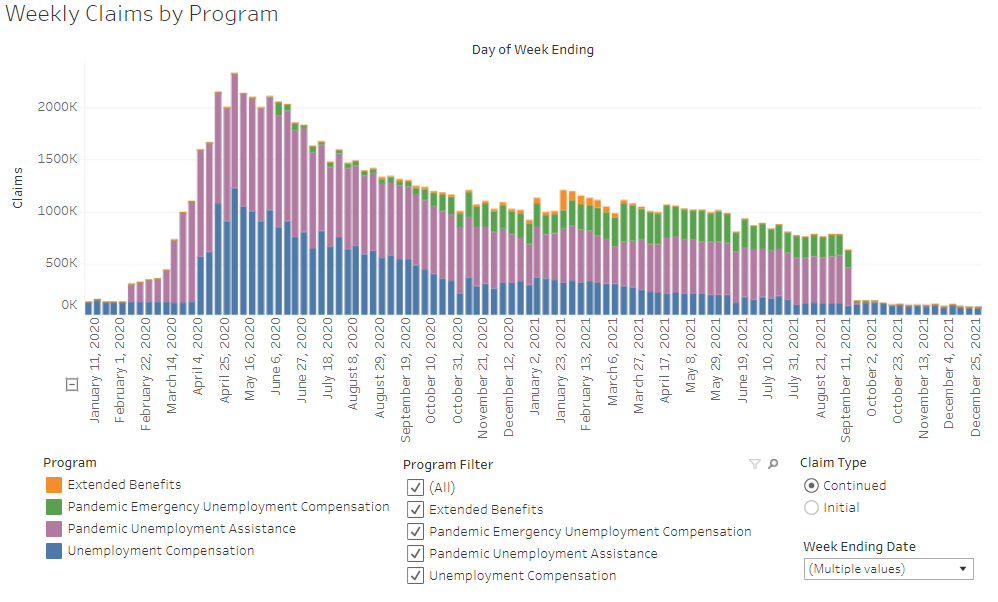 Weekly Claims by Program
Day of Week Ending
Claims
2000K
1500K
1000K
500K
0K
January 11, 2020
February 1, 2020
February 22, 2020
March 14, 2020
April 4, 2020
April 25, 2020
May 16, 2020
June 6, 2020
June 27, 2020
July 18, 2020
August 8, 2020
August 29, 2020
September 19, 2020
October 10, 2020
October 31, 2020
November 21, 2020
December 12, 2020
January 2, 2021
January 23, 2021
February 13, 2021
March 6, 2021
March 27, 2021
April 17, 2021
May 8, 2021
May 29, 2021
June 19, 2021
July 10, 2021
July 31, 2021
August 21, 2021
September 11, 2021
October 2, 2021
October 23, 2021
November 13, 2021
December 4, 2021
December 25, 2021
Program
Extended Benefits
Pandemic Emergency Unemployment Compensation
Pandemic Unemployment Assistance
Unemployment Compensation
Program Filter
(All)
Extended Benefits
Pandemic Emergency Unemployment Compensation
Pandemic Unemployment Assistance
Unemployment Compensation
Claim Type
Continued
Initial
Week Ending Date
(Multiple values)